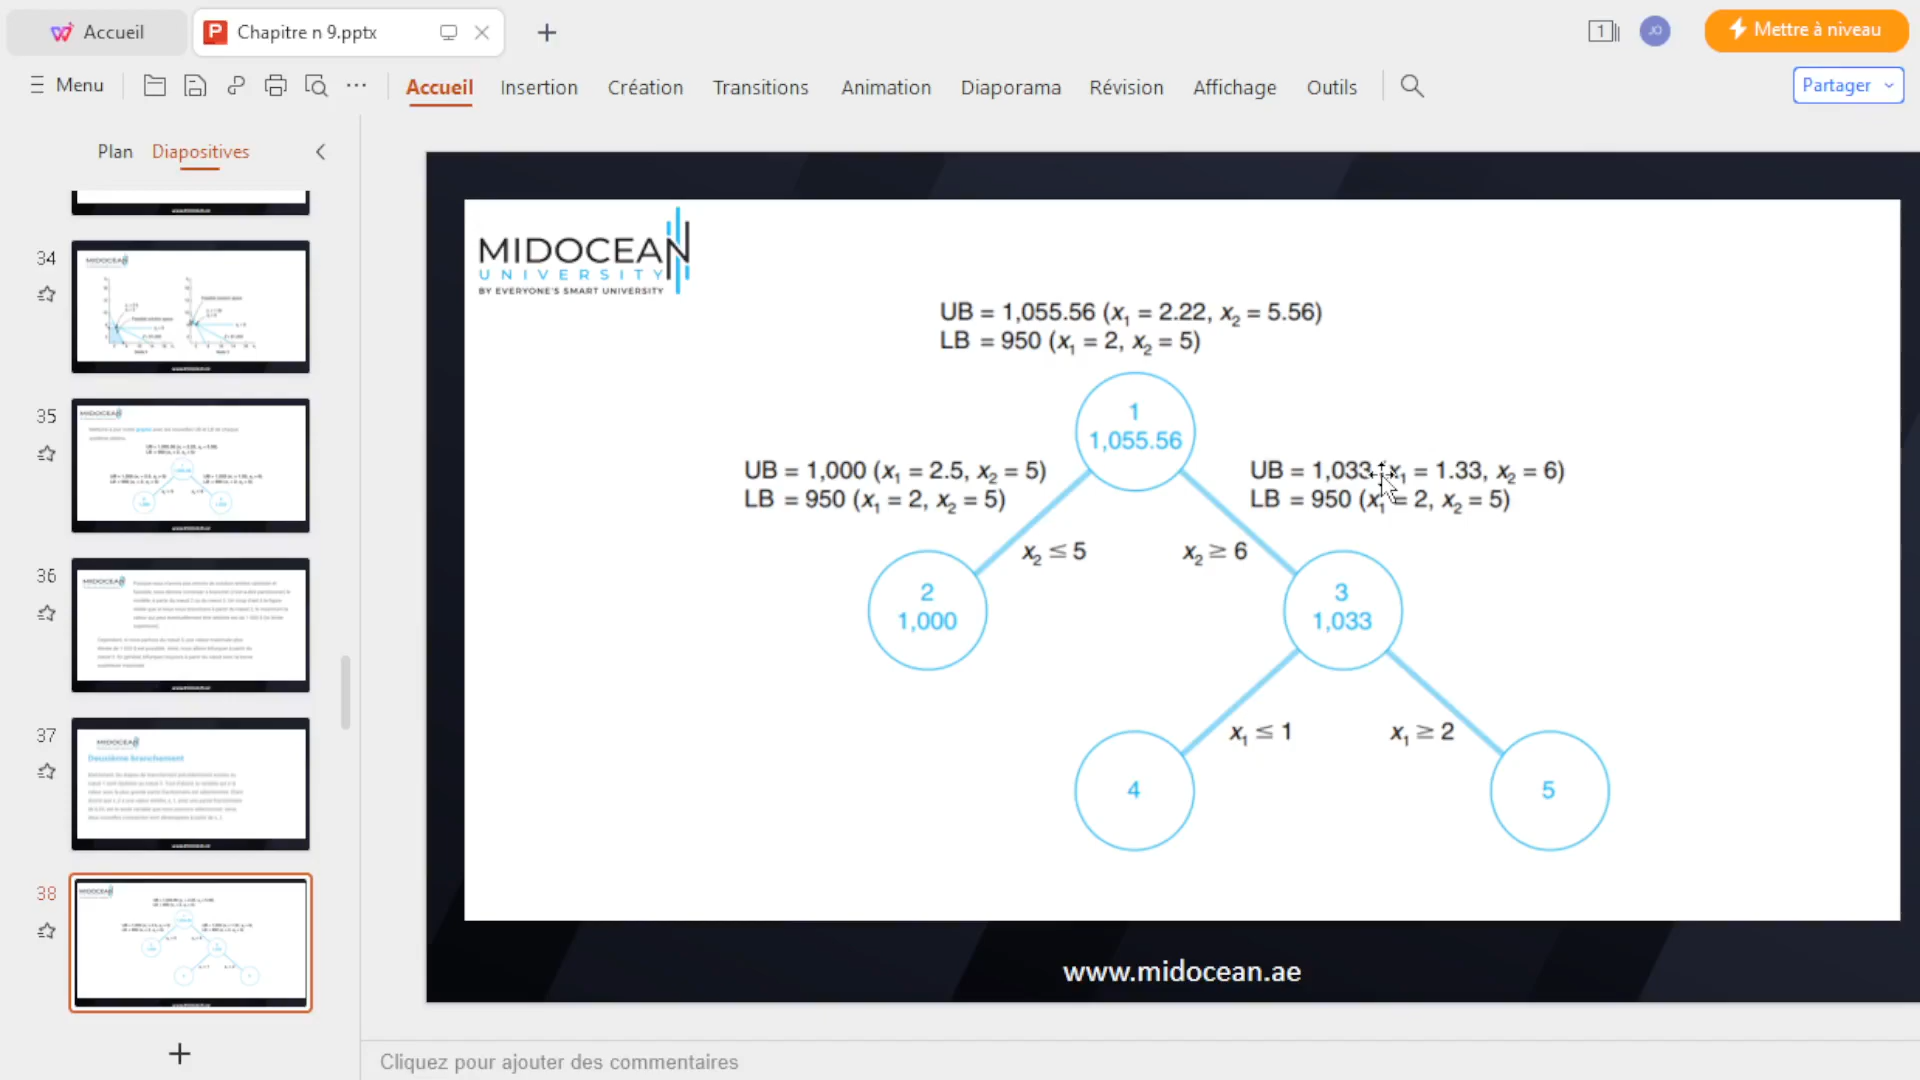 Accueil
Chapitre n 9.pptx
1
JO
Mettre à niveau
Menu
Accueil
Insertion
Création
Transitions
Animation
Diaporama
Révision
Affichage
Outils
Partager
Plan
Diapositives
34
35
36
37
Deuxième branchement
38
MIDOCEAN
UNIVERSITY
BY EVERYONE'S SMART UNIVERSITY
UB = 1,055.56 (x₁ = 2.22, x₂ = 5.56)
LB = 950 (x₁ = 2, x₂ = 5)
1
1,055.56
UB = 1,000 (x₁ = 2.5, x₂ = 5)
LB = 950 (x₁ = 2, x₂ = 5)
UB = 1,033 (x₁ = 1.33, x₂ = 6)
LB = 950 (x₁ = 2, x₂ = 5)
x₂ ≤ 5
x₂ ≥ 6
2
1,000
3
1,033
x₁ ≤ 1
x₁ ≥ 2
4
5
www.midocean.ae
Cliquez pour ajouter des commentaires